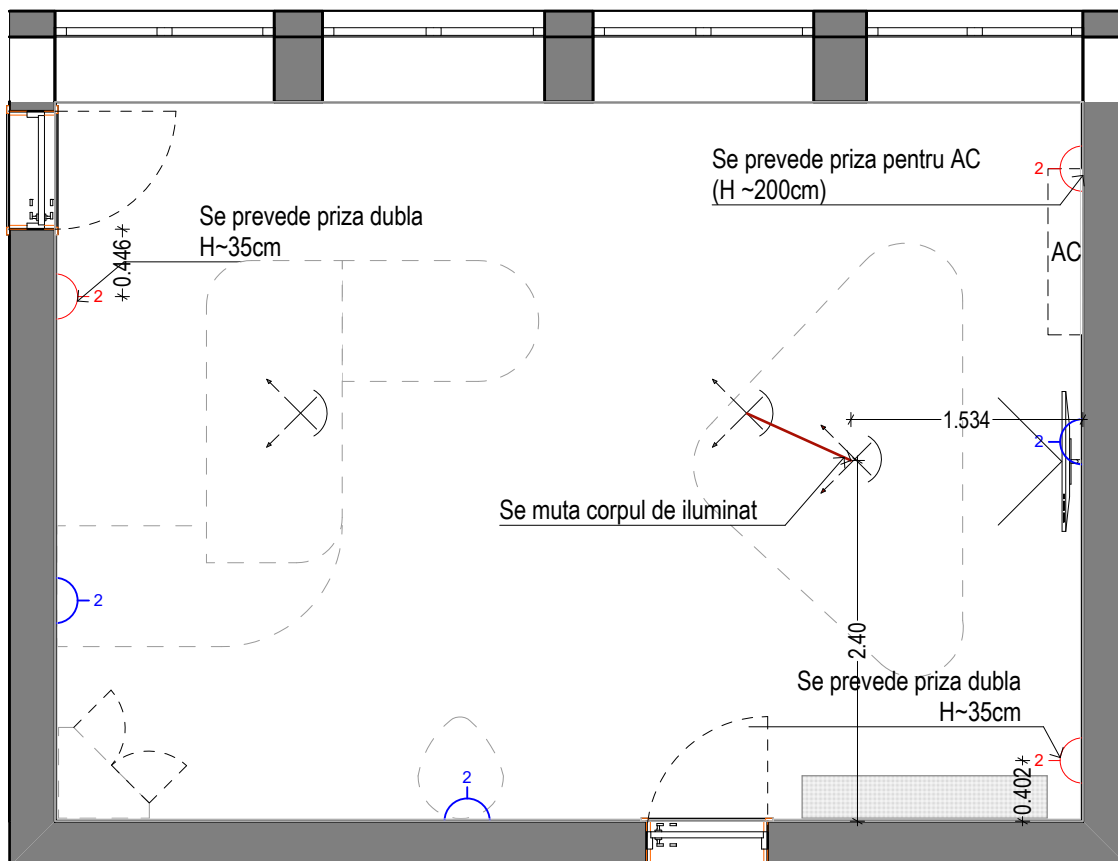 Se prevede priza pentru AC
(H ~200cm)
2
Se prevede priza dubla
H~35cm
0.446
2
AC
1.534
2
Se muta corpul de iluminat
2
2.40
Se prevede priza dubla
H~35cm
2
2
0.402